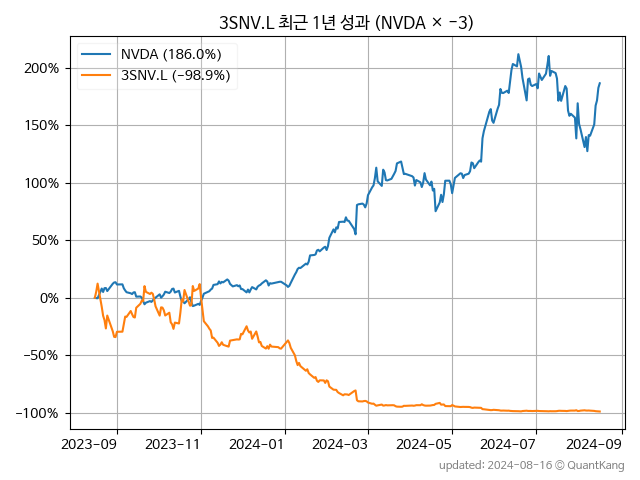 3SNV.L 최근 1년 성과 (NVDA × −3)
NVDA (186.0%)
3SNV.L (−98.9%)
200%
150%
100%
50%
0%
−50%
−100%
2023-09 2023-11 2024-01 2024-03 2024-05 2024-07 2024-09
updated: 2024-08-16 © QuantKang